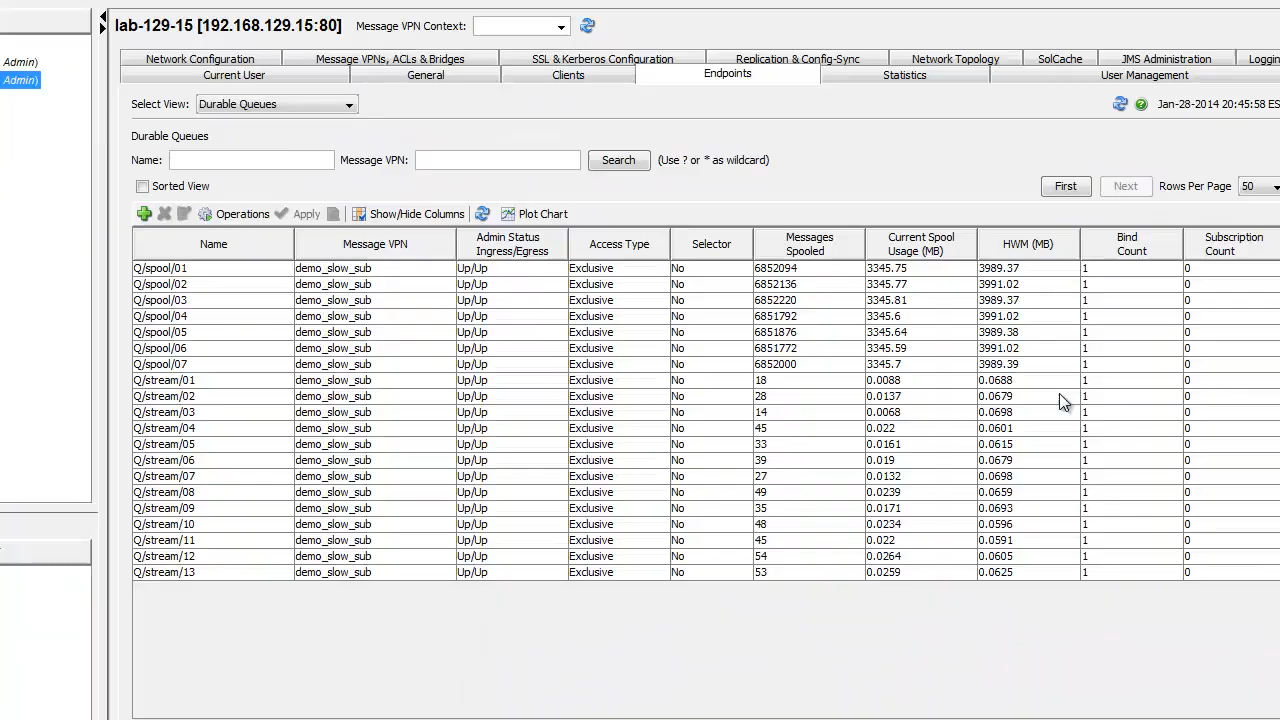 lab-129-15 [192.168.129.15:80] Message VPN Context:
Admin)
Admin)
Network Configuration Message VPNs, ACLs & Bridges SSL & Kerberos Configuration Replication & Config-Sync Network Topology SolCache JMS Administration Loggin
Current User General Clients Endpoints Statistics User Management
Select View: Durable Queues Jan-28-2014 20:45:58 ES
Durable Queues
Name: Message VPN: Search (Use ? or * as wildcard)
Sorted View First Next Rows Per Page 50
Operations Apply Show/Hide Columns Plot Chart
Name Message VPN Admin Status Ingress/Egress Access Type Selector Messages Spooled Current Spool Usage (MB) HWM (MB) Bind Count Subscription Count
Q/spool/01 demo_slow_sub Up/Up Exclusive No 6852094 3345.75 3989.37 1 0
Q/spool/02 demo_slow_sub Up/Up Exclusive No 6852136 3345.77 3991.02 1 0
Q/spool/03 demo_slow_sub Up/Up Exclusive No 6852220 3345.81 3989.37 1 0
Q/spool/04 demo_slow_sub Up/Up Exclusive No 6851792 3345.6 3991.02 1 0
Q/spool/05 demo_slow_sub Up/Up Exclusive No 6851876 3345.64 3989.38 1 0
Q/spool/06 demo_slow_sub Up/Up Exclusive No 6851772 3345.59 3991.02 1 0
Q/spool/07 demo_slow_sub Up/Up Exclusive No 6852000 3345.7 3989.39 1 0
Q/stream/01 demo_slow_sub Up/Up Exclusive No 18 0.0088 0.0688 1 0
Q/stream/02 demo_slow_sub Up/Up Exclusive No 28 0.0137 0.0679 1 0
Q/stream/03 demo_slow_sub Up/Up Exclusive No 14 0.0068 0.0698 1 0
Q/stream/04 demo_slow_sub Up/Up Exclusive No 45 0.022 0.0601 1 0
Q/stream/05 demo_slow_sub Up/Up Exclusive No 33 0.0161 0.0615 1 0
Q/stream/06 demo_slow_sub Up/Up Exclusive No 39 0.019 0.0679 1 0
Q/stream/07 demo_slow_sub Up/Up Exclusive No 27 0.0132 0.0698 1 0
Q/stream/08 demo_slow_sub Up/Up Exclusive No 49 0.0239 0.0659 1 0
Q/stream/09 demo_slow_sub Up/Up Exclusive No 35 0.0171 0.0693 1 0
Q/stream/10 demo_slow_sub Up/Up Exclusive No 48 0.0234 0.0596 1 0
Q/stream/11 demo_slow_sub Up/Up Exclusive No 45 0.022 0.0591 1 0
Q/stream/12 demo_slow_sub Up/Up Exclusive No 54 0.0264 0.0605 1 0
Q/stream/13 demo_slow_sub Up/Up Exclusive No 53 0.0259 0.0625 1 0